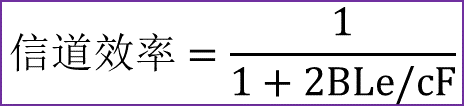 信道效率 = 1 / (1 + 2BLe/cF)